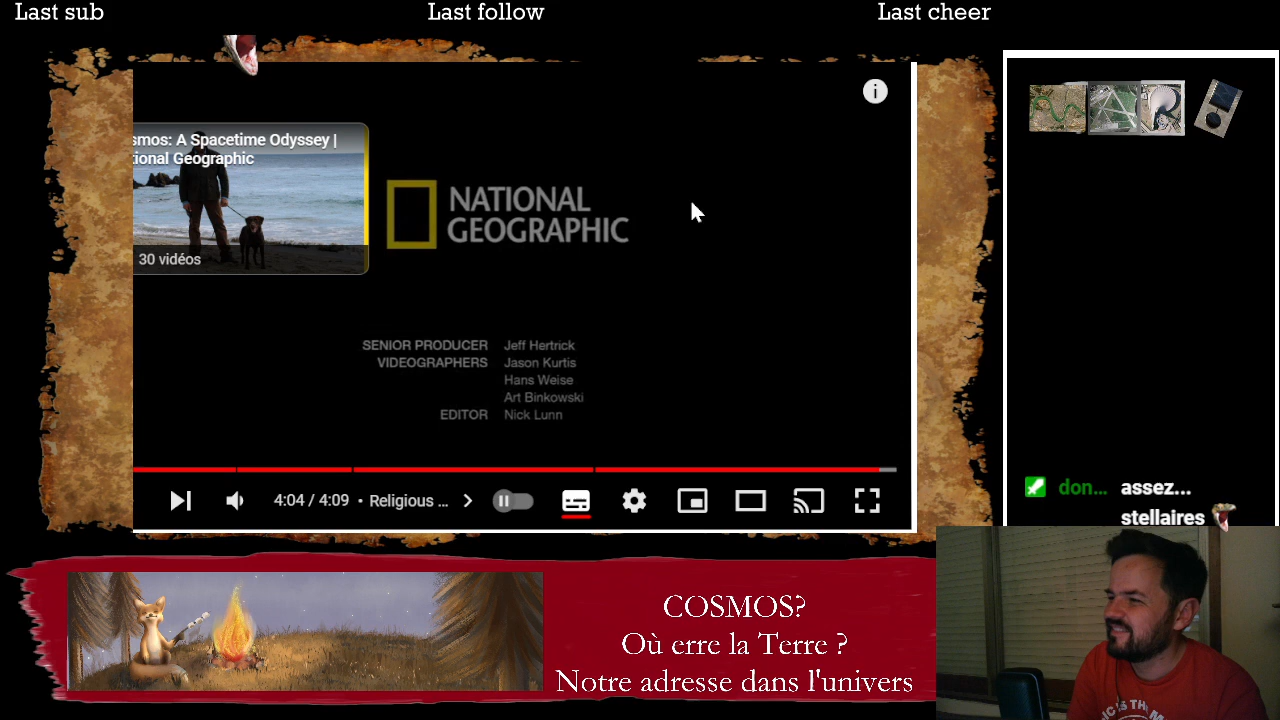 Last sub
Last follow
Last cheer
smos: A Spacetime Odyssey |
tional Geographic
30 vidéos
NATIONAL
GEOGRAPHIC
SENIOR PRODUCER Jeff Hertrick
VIDEOGRAPHERS Jason Kurtis
Hans Weise
Art Binkowski
EDITOR Nick Lunn
4:04 / 4:09 • Religious ...
don... assez...
stellaires
COSMOS?
Où erre la Terre ?
Notre adresse dans l'univers